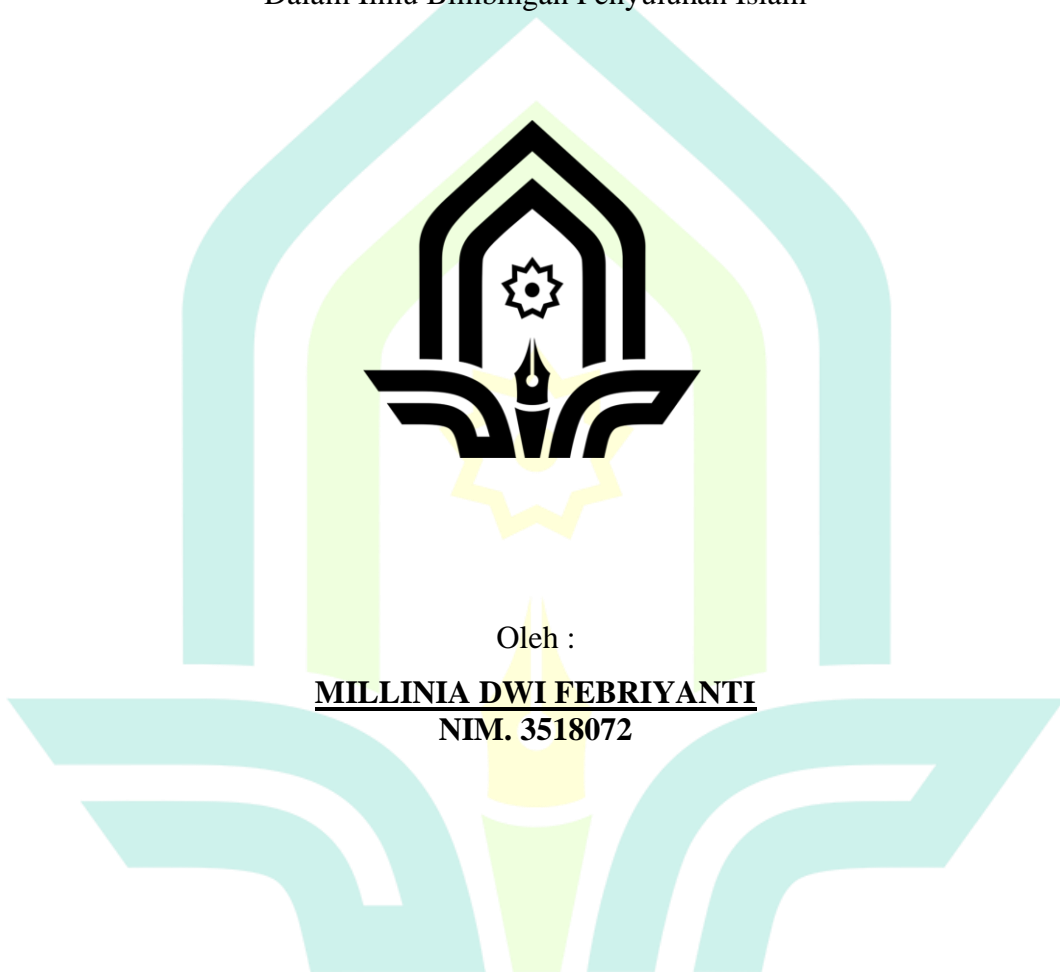 Dalam Ilmu Bimbingan Penyuluhan Islam
Oleh :
MILLINIA DWI FEBRIYANTI
NIM. 3518072